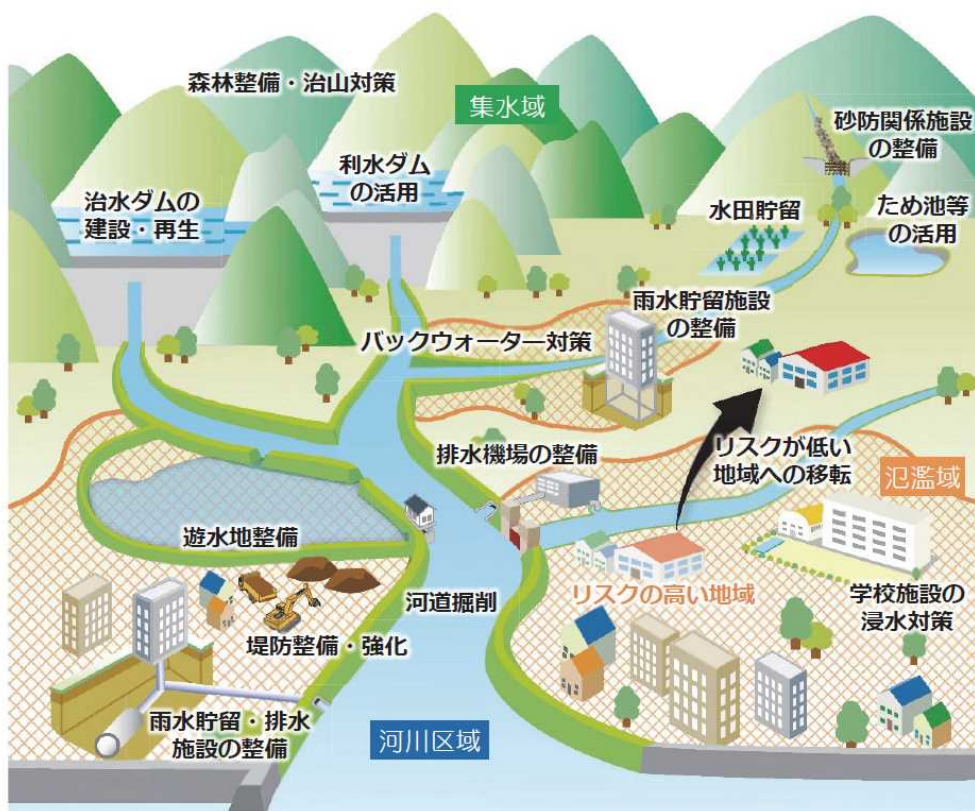 森林整備・治山対策
集水域
砂防関係施設
の整備
利水ダム
の活用
治水ダムの
建設・再生
水田貯留
ため池等
の活用
雨水貯留施設
の整備
バックウォーター対策
リスクが低い
地域への移転
排水機場の整備
氾濫域
遊水地整備
リスクの高い地域
学校施設の
浸水対策
河道掘削
堤防整備・強化
雨水貯留・排水
施設の整備
河川区域